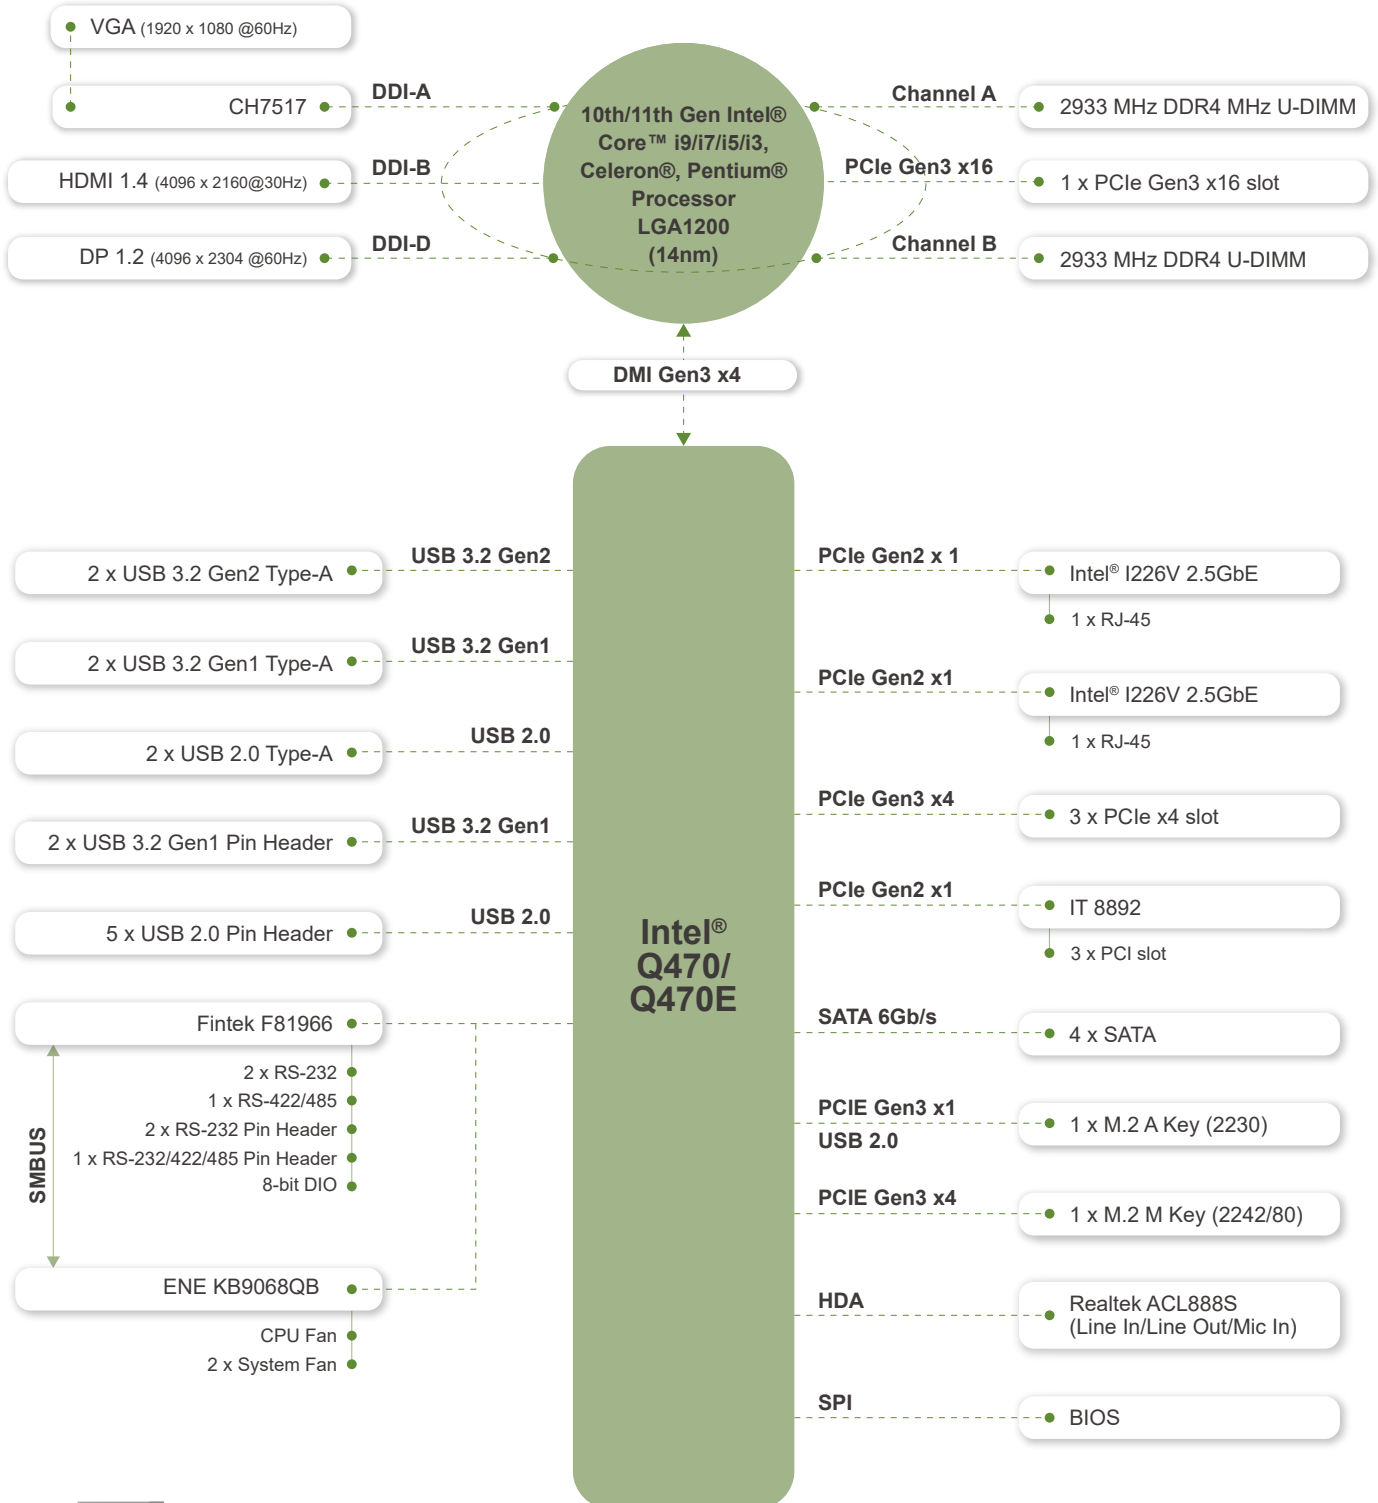 VGA (1920 x 1080 @60Hz)
CH7517
DDI-A
HDMI 1.4 (4096 x 2160@30Hz)
DDI-B
DP 1.2 (4096 x 2304 @60Hz)
DDI-D
10th/11th Gen Intel®
Core™ i9/i7/i5/i3,
Celeron®, Pentium®
Processor
LGA1200
(14nm)
Channel A
2933 MHz DDR4 MHz U-DIMM
PCIe Gen3 x16
1 x PCIe Gen3 x16 slot
Channel B
2933 MHz DDR4 U-DIMM
DMI Gen3 x4
USB 3.2 Gen2
2 x USB 3.2 Gen2 Type-A
USB 3.2 Gen1
2 x USB 3.2 Gen1 Type-A
USB 2.0
2 x USB 2.0 Type-A
USB 3.2 Gen1
2 x USB 3.2 Gen1 Pin Header
USB 2.0
5 x USB 2.0 Pin Header
Fintek F81966
2 x RS-232
1 x RS-422/485
2 x RS-232 Pin Header
1 x RS-232/422/485 Pin Header
8-bit DIO
SMBUS
ENE KB9068QB
CPU Fan
2 x System Fan
Intel®
Q470/
Q470E
PCIe Gen2 x 1
Intel® I226V 2.5GbE
1 x RJ-45
PCIe Gen2 x1
Intel® I226V 2.5GbE
1 x RJ-45
PCIe Gen3 x4
3 x PCIe x4 slot
PCIe Gen2 x1
IT 8892
3 x PCI slot
SATA 6Gb/s
4 x SATA
PCIE Gen3 x1
USB 2.0
1 x M.2 A Key (2230)
PCIE Gen3 x4
1 x M.2 M Key (2242/80)
HDA
Realtek ACL888S
(Line In/Line Out/Mic In)
SPI
BIOS